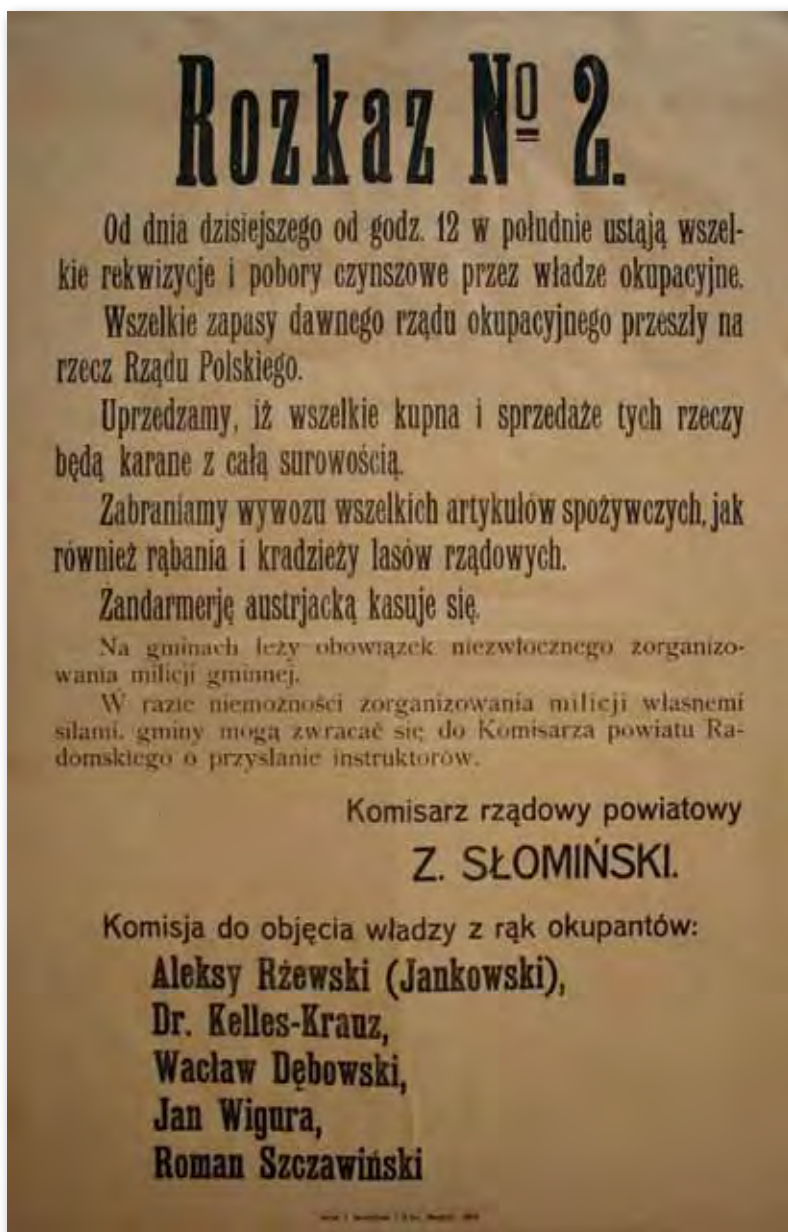 Rozkaz Nº 2.
Od dnia dzisiejszego od godz. 12 w południe ustają wszel-
kie rekwizycje i pobory czynszowe przez władze okupacyjne.
Wszelkie zapasy dawnego rządu okupacyjnego przeszły na
rzecz Rządu Polskiego.
Uprzedzamy, iż wszelkie kupna i sprzedaże tych rzeczy
będą karane z całą surowością.
Zabraniamy wywozu wszelkich artykułów spożywczych, jak
również rąbania i kradzieży lasów rządowych.
Żandarmerję austrjacką kasuje się.
Na gminach leży obowiązek niezwłocznego zorganizo-
wania milicji gminnej.
W razie niemożności zorganizowania milicji własnemi
siłami, gminy mogą zwracać się do Komisarza powiatu Ra-
domskiego o przysłanie instruktorów.
Komisarz rządowy powiatowy
Z. SŁOMIŃSKI.
Komisja do objęcia władzy z rąk okupantów:
Aleksy Rżewski (Jankowski),
Dr. Kelles-Krauz,
Wacław Dębowski,
Jan Wigura,
Roman Szczawiński